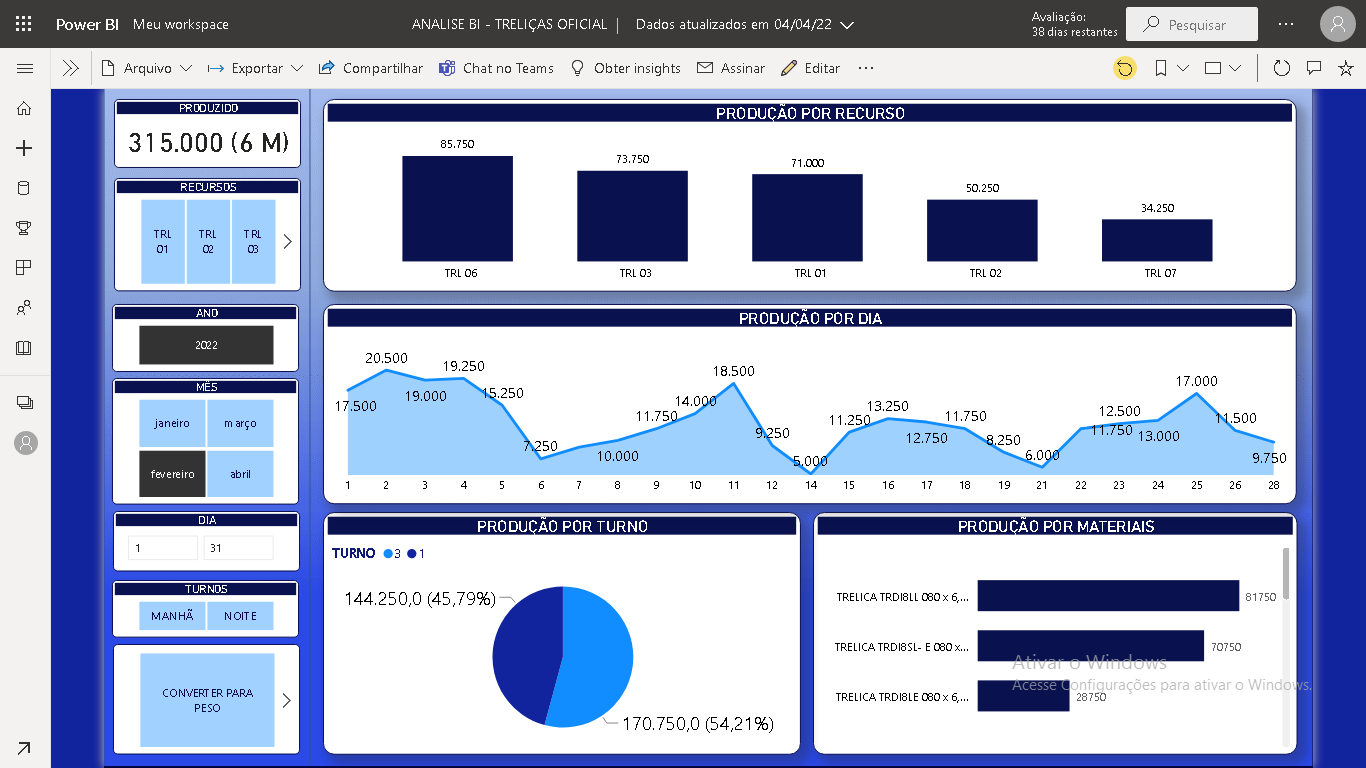 Power BI Meu workspace
ANALISE BI - TRELIÇAS OFICIAL | Dados atualizados em 04/04/22
Avaliação:
38 dias restantes
Pesquisar
Arquivo
Exportar
Compartilhar
Chat no Teams
Obter insights
Assinar
Editar
PRODUZIDO
315.000 (6 M)
RECURSOS
TRL 01
TRL 02
TRL 03
ANO
2022
MÊS
janeiro
março
fevereiro
abril
DIA
1
31
TURNOS
MANHÃ
NOITE
CONVERTER PARA
PESO
PRODUÇÃO POR RECURSO
85.750
73.750
71.000
50.250
34.250
TRL 06
TRL 03
TRL 01
TRL 02
TRL 07
PRODUÇÃO POR DIA
17.500
20.500
19.000
19.250
15.250
7.250
10.000
11.750
14.000
18.500
9.250
5.000
11.250
13.250
12.750
11.750
8.250
6.000
11.750
12.500
13.000
17.000
11.500
9.750
1 2 3 4 5 6 7 8 9 10 11 12 14 15 16 17 18 19 21 22 23 24 25 26 28
PRODUÇÃO POR TURNO
TURNO 3 1
144.250,0 (45,79%)
170.750,0 (54,21%)
PRODUÇÃO POR MATERIAIS
TRELICA TRDI8LL 080 x 6,... 81750
TRELICA TRDI8SL- E 080 x... 70750
TRELICA TRDI8LE 080 x 6,... 28750
Ativar o Windows
Acesse Configurações para ativar o Windows.